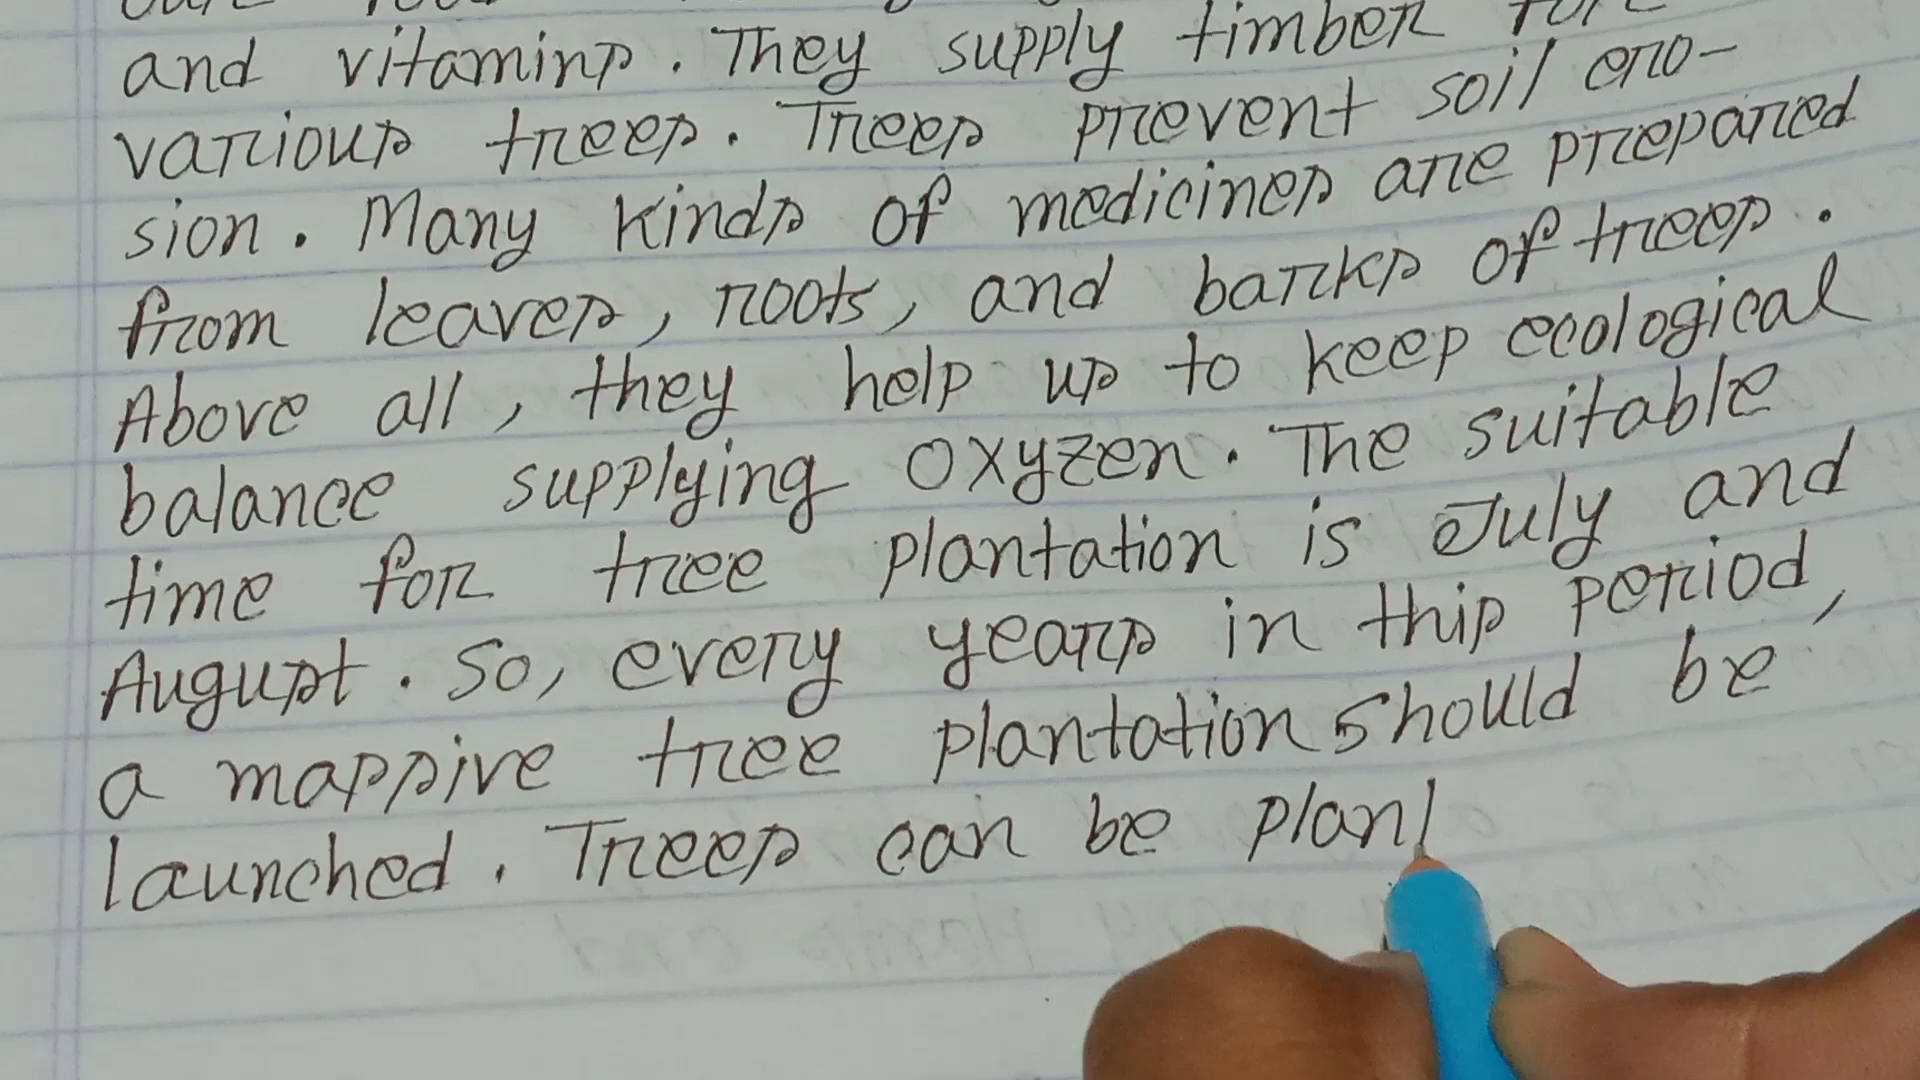 and vitamins. They supply timber for
various trees. Trees prevent soil ero-
sion. Many kinds of medicines are prepared
from leaves, roots, and barks of trees.
Above all, they help us to keep ecological
balance supplying oxyzen. The suitable
time for tree plantation is July and
August. So, every years in this period,
a massive tree plantation should be
launched. Trees can be plant